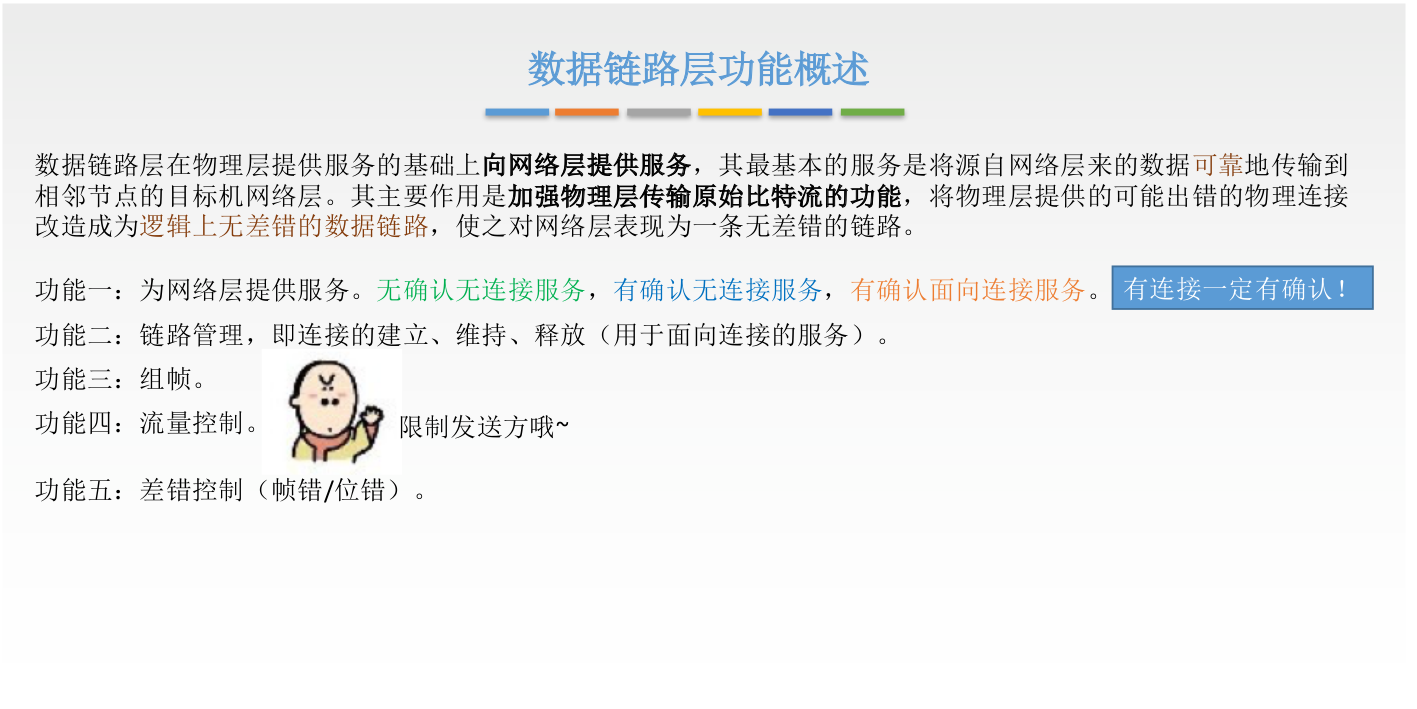 数据链路层功能概述
数据链路层在物理层提供服务的基础上向网络层提供服务，其最基本的服务是将源自网络层来的数据可靠地传输到
相邻节点的目标机网络层。其主要作用是加强物理层传输原始比特流的功能，将物理层提供的可能出错的物理连接
改造成为逻辑上无差错的数据链路，使之对网络层表现为一条无差错的链路。
功能一：为网络层提供服务。无确认无连接服务，有确认无连接服务，有确认面向连接服务。 有连接一定有确认！
功能二：链路管理，即连接的建立、维持、释放（用于面向连接的服务）。
功能三：组帧。
功能四：流量控制。 限制发送方哦~
功能五：差错控制（帧错/位错）。